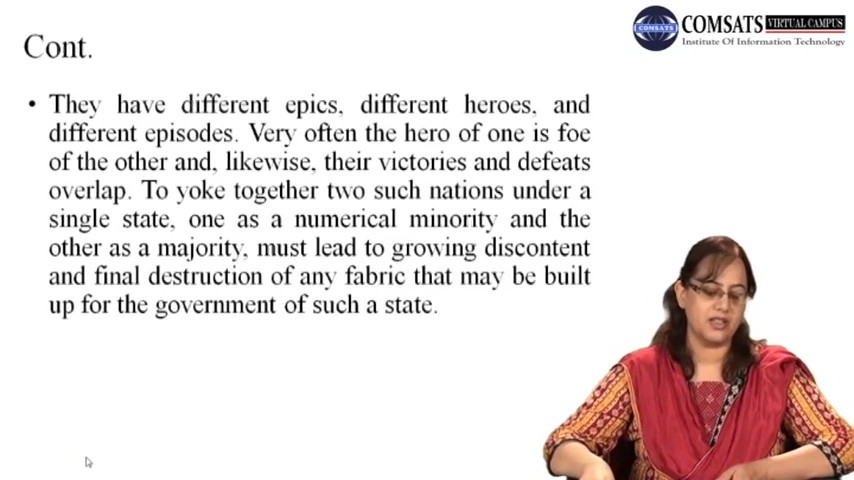 COMSATS VIRTUAL CAMPUS
COMSATS
Institute Of Information Technology
Cont.
• They have different epics, different heroes, and
different episodes. Very often the hero of one is foe
of the other and, likewise, their victories and defeats
overlap. To yoke together two such nations under a
single state, one as a numerical minority and the
other as a majority, must lead to growing discontent
and final destruction of any fabric that may be built
up for the government of such a state.